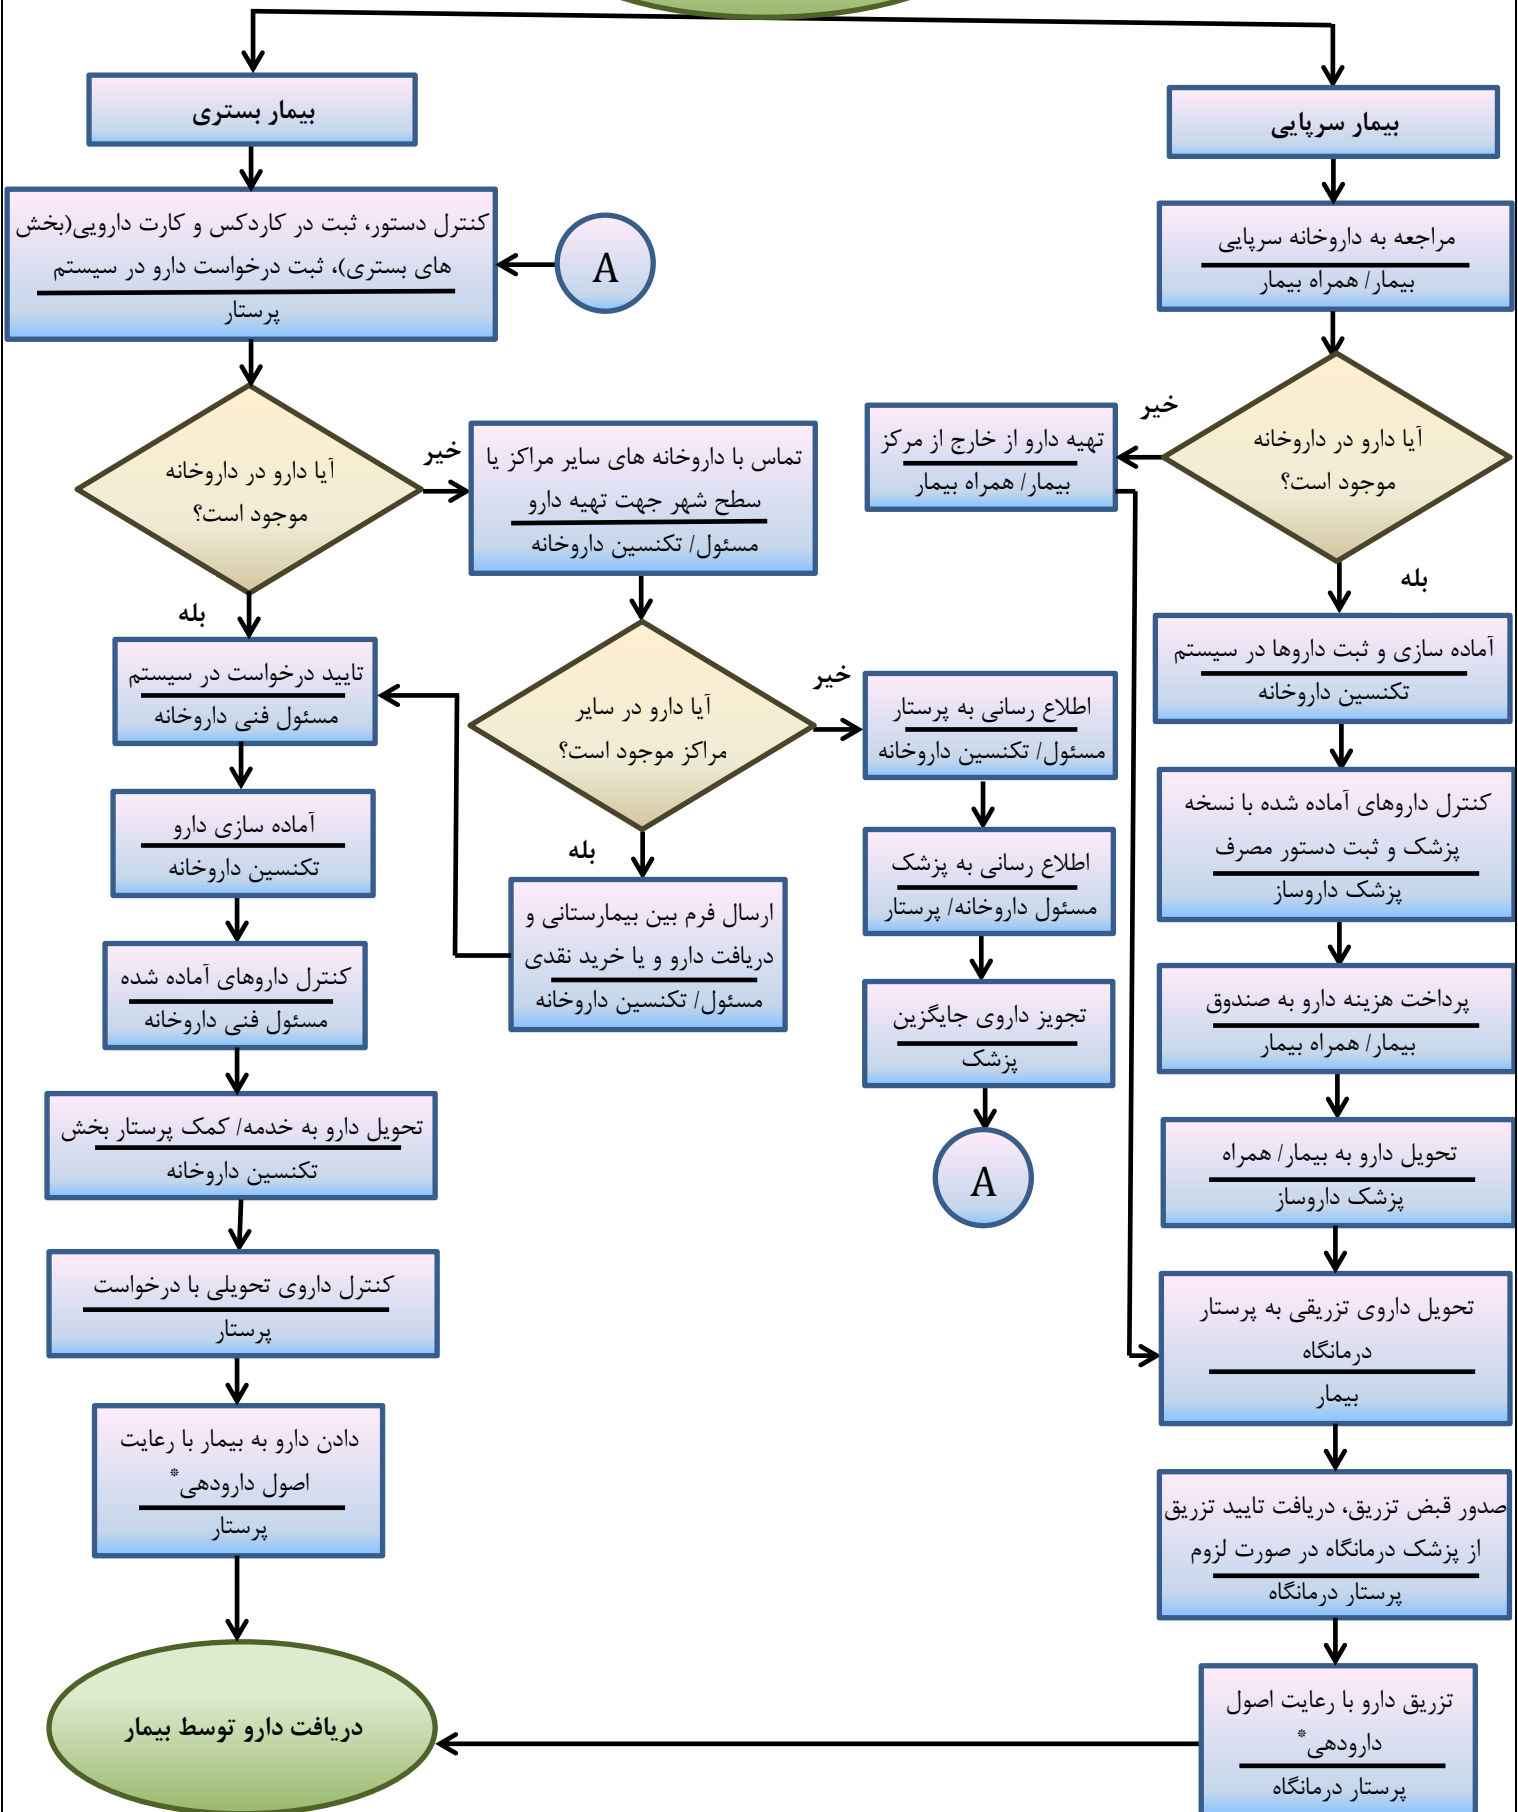 بیمار سرپایی
مراجعه به داروخانه سرپایی
بیمار/ همراه بیمار
آیا دارو در داروخانه
موجود است؟
خیر
تهیه دارو از خارج از مرکز
بیمار/ همراه بیمار
بله
آماده سازی و ثبت داروها در سیستم
تکنسین داروخانه
کنترل داروهای آماده شده با نسخه
پزشک و ثبت دستور مصرف
پزشک داروساز
پرداخت هزینه دارو به صندوق
بیمار/ همراه بیمار
تحویل دارو به بیمار/ همراه
پزشک داروساز
تحویل داروی تزریقی به پرستار
درمانگاه
بیمار
صدور قبض تزریق، دریافت تایید تزریق
از پزشک درمانگاه در صورت لزوم
پرستار درمانگاه
تزریق دارو با رعایت اصول
دارودهی*
پرستار درمانگاه
بیمار بستری
کنترل دستور، ثبت در کاردکس و کارت دارویی(بخش
های بستری)، ثبت درخواست دارو در سیستم
پرستار
A
آیا دارو در داروخانه
موجود است؟
خیر
تماس با داروخانه های سایر مراکز یا
سطح شهر جهت تهیه دارو
مسئول/ تکنسین داروخانه
آیا دارو در سایر
مراکز موجود است؟
خیر
اطلاع رسانی به پرستار
مسئول/ تکنسین داروخانه
اطلاع رسانی به پزشک
مسئول داروخانه/ پرستار
تجویز داروی جایگزین
پزشک
A
بله
ارسال فرم بین بیمارستانی و
دریافت دارو و یا خرید نقدی
مسئول/ تکنسین داروخانه
بله
تایید درخواست در سیستم
مسئول فنی داروخانه
آماده سازی دارو
تکنسین داروخانه
کنترل داروهای آماده شده
مسئول فنی داروخانه
تحویل دارو به خدمه/ کمک پرستار بخش
تکنسین داروخانه
کنترل داروی تحویلی با درخواست
پرستار
دادن دارو به بیمار با رعایت
اصول دارودهی*
پرستار
دریافت دارو توسط بیمار